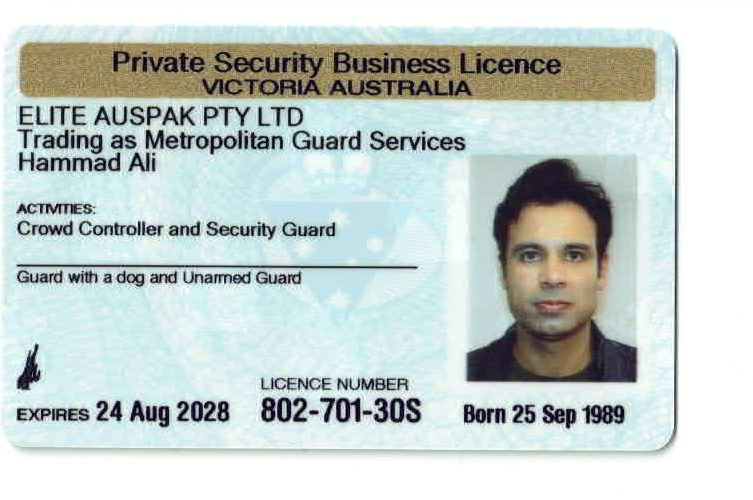 Private Security Business Licence
VICTORIA AUSTRALIA
ELITE AUSPAK PTY LTD
Trading as Metropolitan Guard Services
Hammad Ali
ACTIVITIES:
Crowd Controller and Security Guard
Guard with a dog and Unarmed Guard
LICENCE NUMBER
EXPIRES 24 Aug 2028 802-701-30S Born 25 Sep 1989